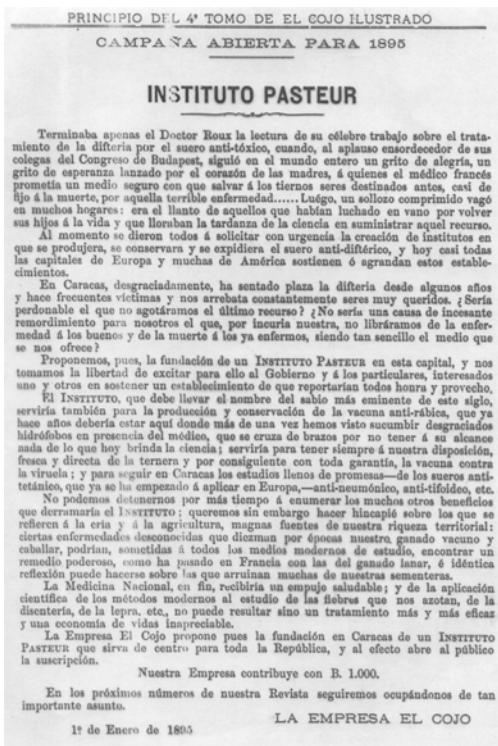 PRINCIPIO DEL 4º TOMO DE EL COJO ILUSTRADO
CAMPAÑA ABIERTA PARA 1895
INSTITUTO PASTEUR
Terminaba apenas el Doctor Roux la lectura de su célebre trabajo sobre el trata-
miento de la difteria por el suero anti-tóxico, cuando, al aplauso ensordecedor de sus
colegas del Congreso de Budapest, siguió en el mundo entero un grito de alegría, un
grito de esperanza lanzado por el corazón de las madres, á quienes el médico francés
prometía un medio seguro con que salvar á los tiernos seres destinados antes, casi de
fijo á la muerte, por aquella terrible enfermedad......Luégo, un sollozo comprimido vagó
en muchos hogares: era el llanto de aquellos que habían luchado en vano por volver
sus hijos á la vida y que lloraban la tardanza de la ciencia en suministrar aquel recurso.
Al momento se dieron todos á solicitar con urgencia la creación de institutos en
que se produjera, se conservara y se expidiera el suero anti-diftérico, y hoy casi todas
las capitales de Europa y muchas de América sostienen ó agrandan estos estable-
cimientos.
En Caracas, desgraciadamente, ha sentado plaza la difteria desde algunos años
y hace frecuentes víctimas y nos arrebata constantemente seres muy queridos. ¿Sería
perdonable el que no agotáramos el último recurso? ¿No sería una causa de incesante
remordimiento para nosotros el que, por incuria nuestra, no libráramos de la enfer-
medad á los buenos y de la muerte á los ya enfermos, siendo tan sencillo el medio que
se nos ofrece?
Proponemos, pues, la fundación de un INSTITUTO PASTEUR en esta capital, y nos
tomamos la libertad de excitar para ello al Gobierno y á los particulares, interesados
uno y otros en sostener un establecimiento de que reportarían todos honra y provecho.
El INSTITUTO, que debe llevar el nombre del sabio más eminente de este siglo,
serviría también para la producción y conservación de la vacuna anti-rábica, que ya
hace años debería estar aquí donde más de una vez hemos visto sucumbir desgraciados
hidrófobos en presencia del médico, que se cruza de brazos por no tener á su alcance
nada de lo que hoy brinda la ciencia; serviría para tener siempre á nuestra disposición,
fresca y directa de la ternera y por consiguiente con toda garantía, la vacuna contra
la viruela; y para seguir en Caracas los estudios llenos de promesas—de los sueros anti-
tetánico, que ya se ha empezado á aplicar en Europa,—anti-neumónico, anti-tifoideo, etc.
No podemos detenernos por más tiempo á enumerar los muchos otros beneficios
que derramaría el INSTITUTO; queremos sin embargo hacer hincapié sobre los que se
refieren á la cría y á la agricultura, magnas fuentes de nuestra riqueza territorial:
ciertas enfermedades desconocidas que diezman por épocas nuestro ganado vacuno y
caballar, podrían, sometidas á todos los medios modernos de estudio, encontrar un
remedio poderoso, como ha pasado en Francia con las del ganado lanar, é idéntica
reflexión puede hacerse sobre las que arruinan muchas de nuestras sementeras.
La Medicina Nacional, en fin, recibiría un empuje saludable; y de la aplicación
científica de los métodos modernos al estudio de las fiebres que nos azotan, de la
disentería, de la lepra, etc., no puede resultar sino un tratamiento más y más eficaz
y una economía de vidas inapreciable.
La Empresa El Cojo propone pues la fundación en Caracas de un INSTITUTO
PASTEUR que sirva de centro para toda la República, y al efecto abre al público
la suscripción.
Nuestra Empresa contribuye con B. 1.000.
En los próximos números de nuestra Revista seguiremos ocupándonos de tan
importante asunto.
LA EMPRESA EL COJO
1º de Enero de 1895